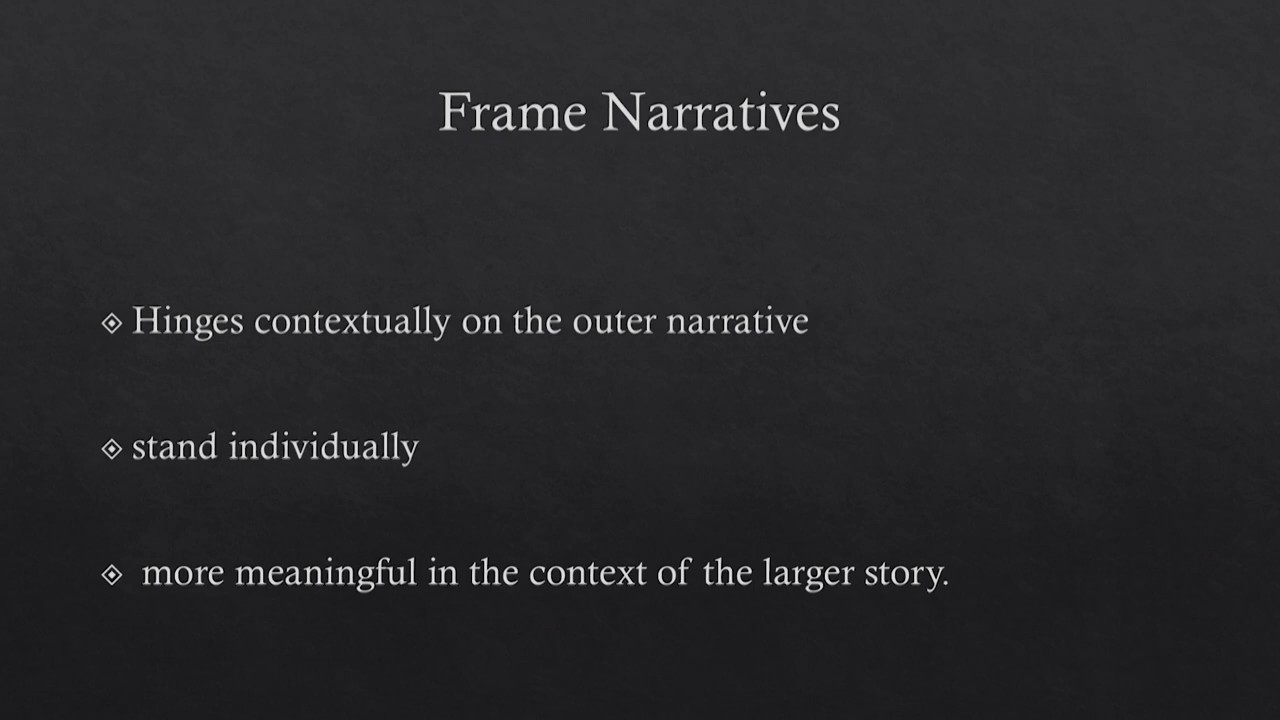 Frame Narratives
Hinges contextually on the outer narrative
stand individually
more meaningful in the context of the larger story.